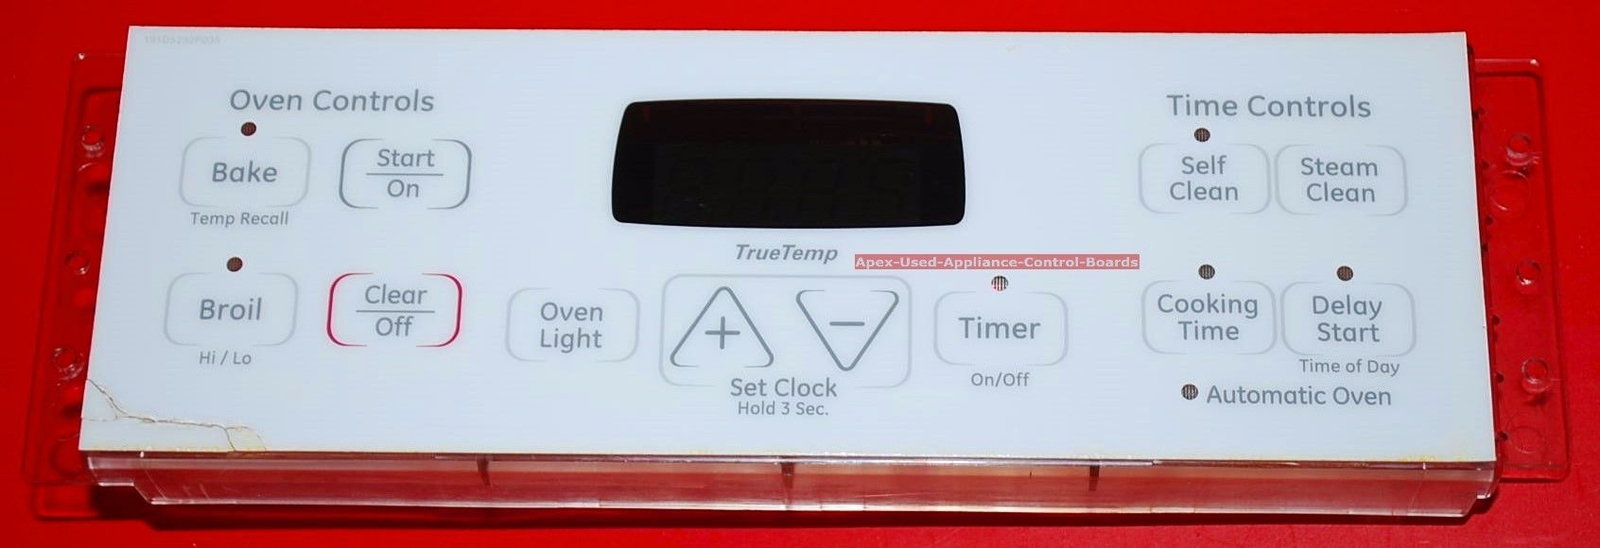 Oven Controls
Time Controls
Bake
Temp Recall
Start
On
Self
Clean
Steam
Clean
TrueTemp
Apex-Used-Appliance-Control-Boards
Broil
Hi / Lo
Clear
Off
Oven
Light
+
−
Set Clock
Hold 3 Sec.
Timer
On/Off
Cooking
Time
Delay
Start
Time of Day
Automatic Oven